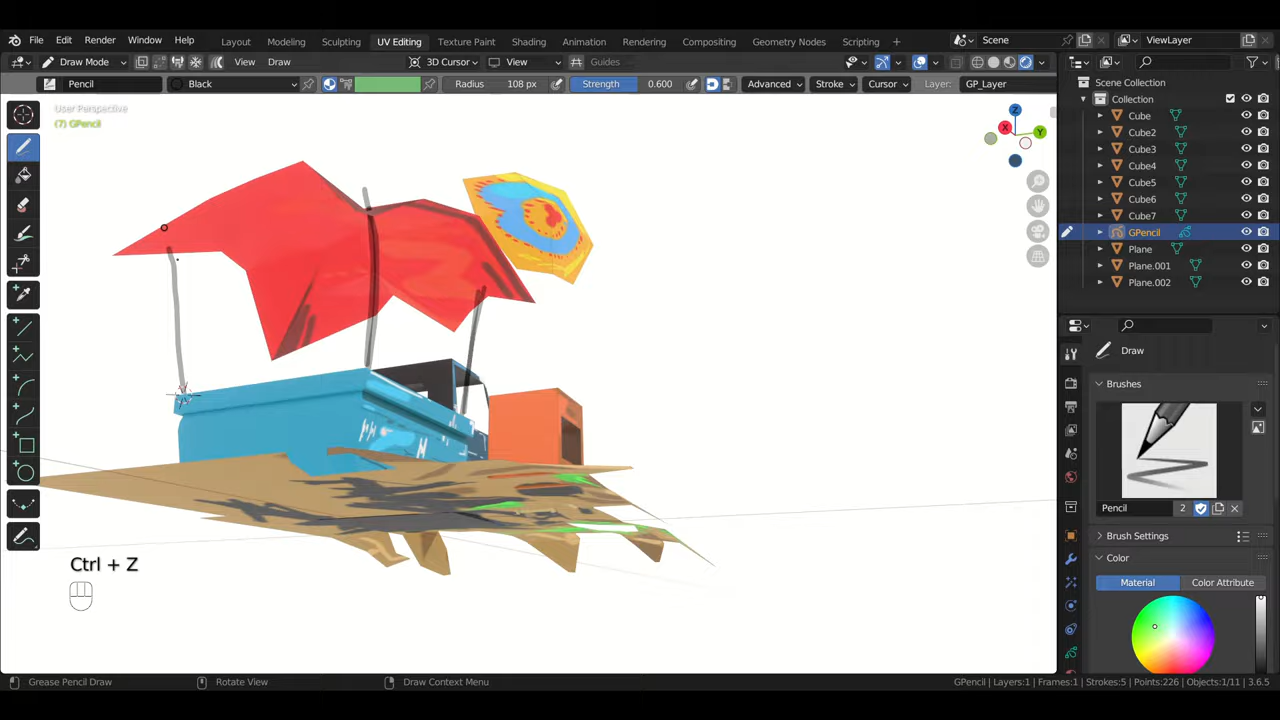 File Edit Render Window Help Layout Modeling Sculpting UV Editing Texture Paint Shading Animation Rendering Compositing Geometry Nodes Scripting + Scene ViewLayer
Draw Mode View Draw 3D Cursor View Guides
Pencil Black Radius 108 px Strength 0.600 Advanced Stroke Cursor Layer: GP_Layer
User Perspective
(7) GPencil
Z
X
Y
Scene Collection
Collection
Cube
Cube2
Cube3
Cube4
Cube5
Cube6
Cube7
GPencil
Plane
Plane.001
Plane.002
Draw
Brushes
Pencil 2
Brush Settings
Color
Material Color Attribute
Ctrl + Z
Grease Pencil Draw Rotate View Draw Context Menu GPencil | Layers:1 | Frames:1 | Strokes:5 | Points:226 | Objects:1/11 | 3.6.5